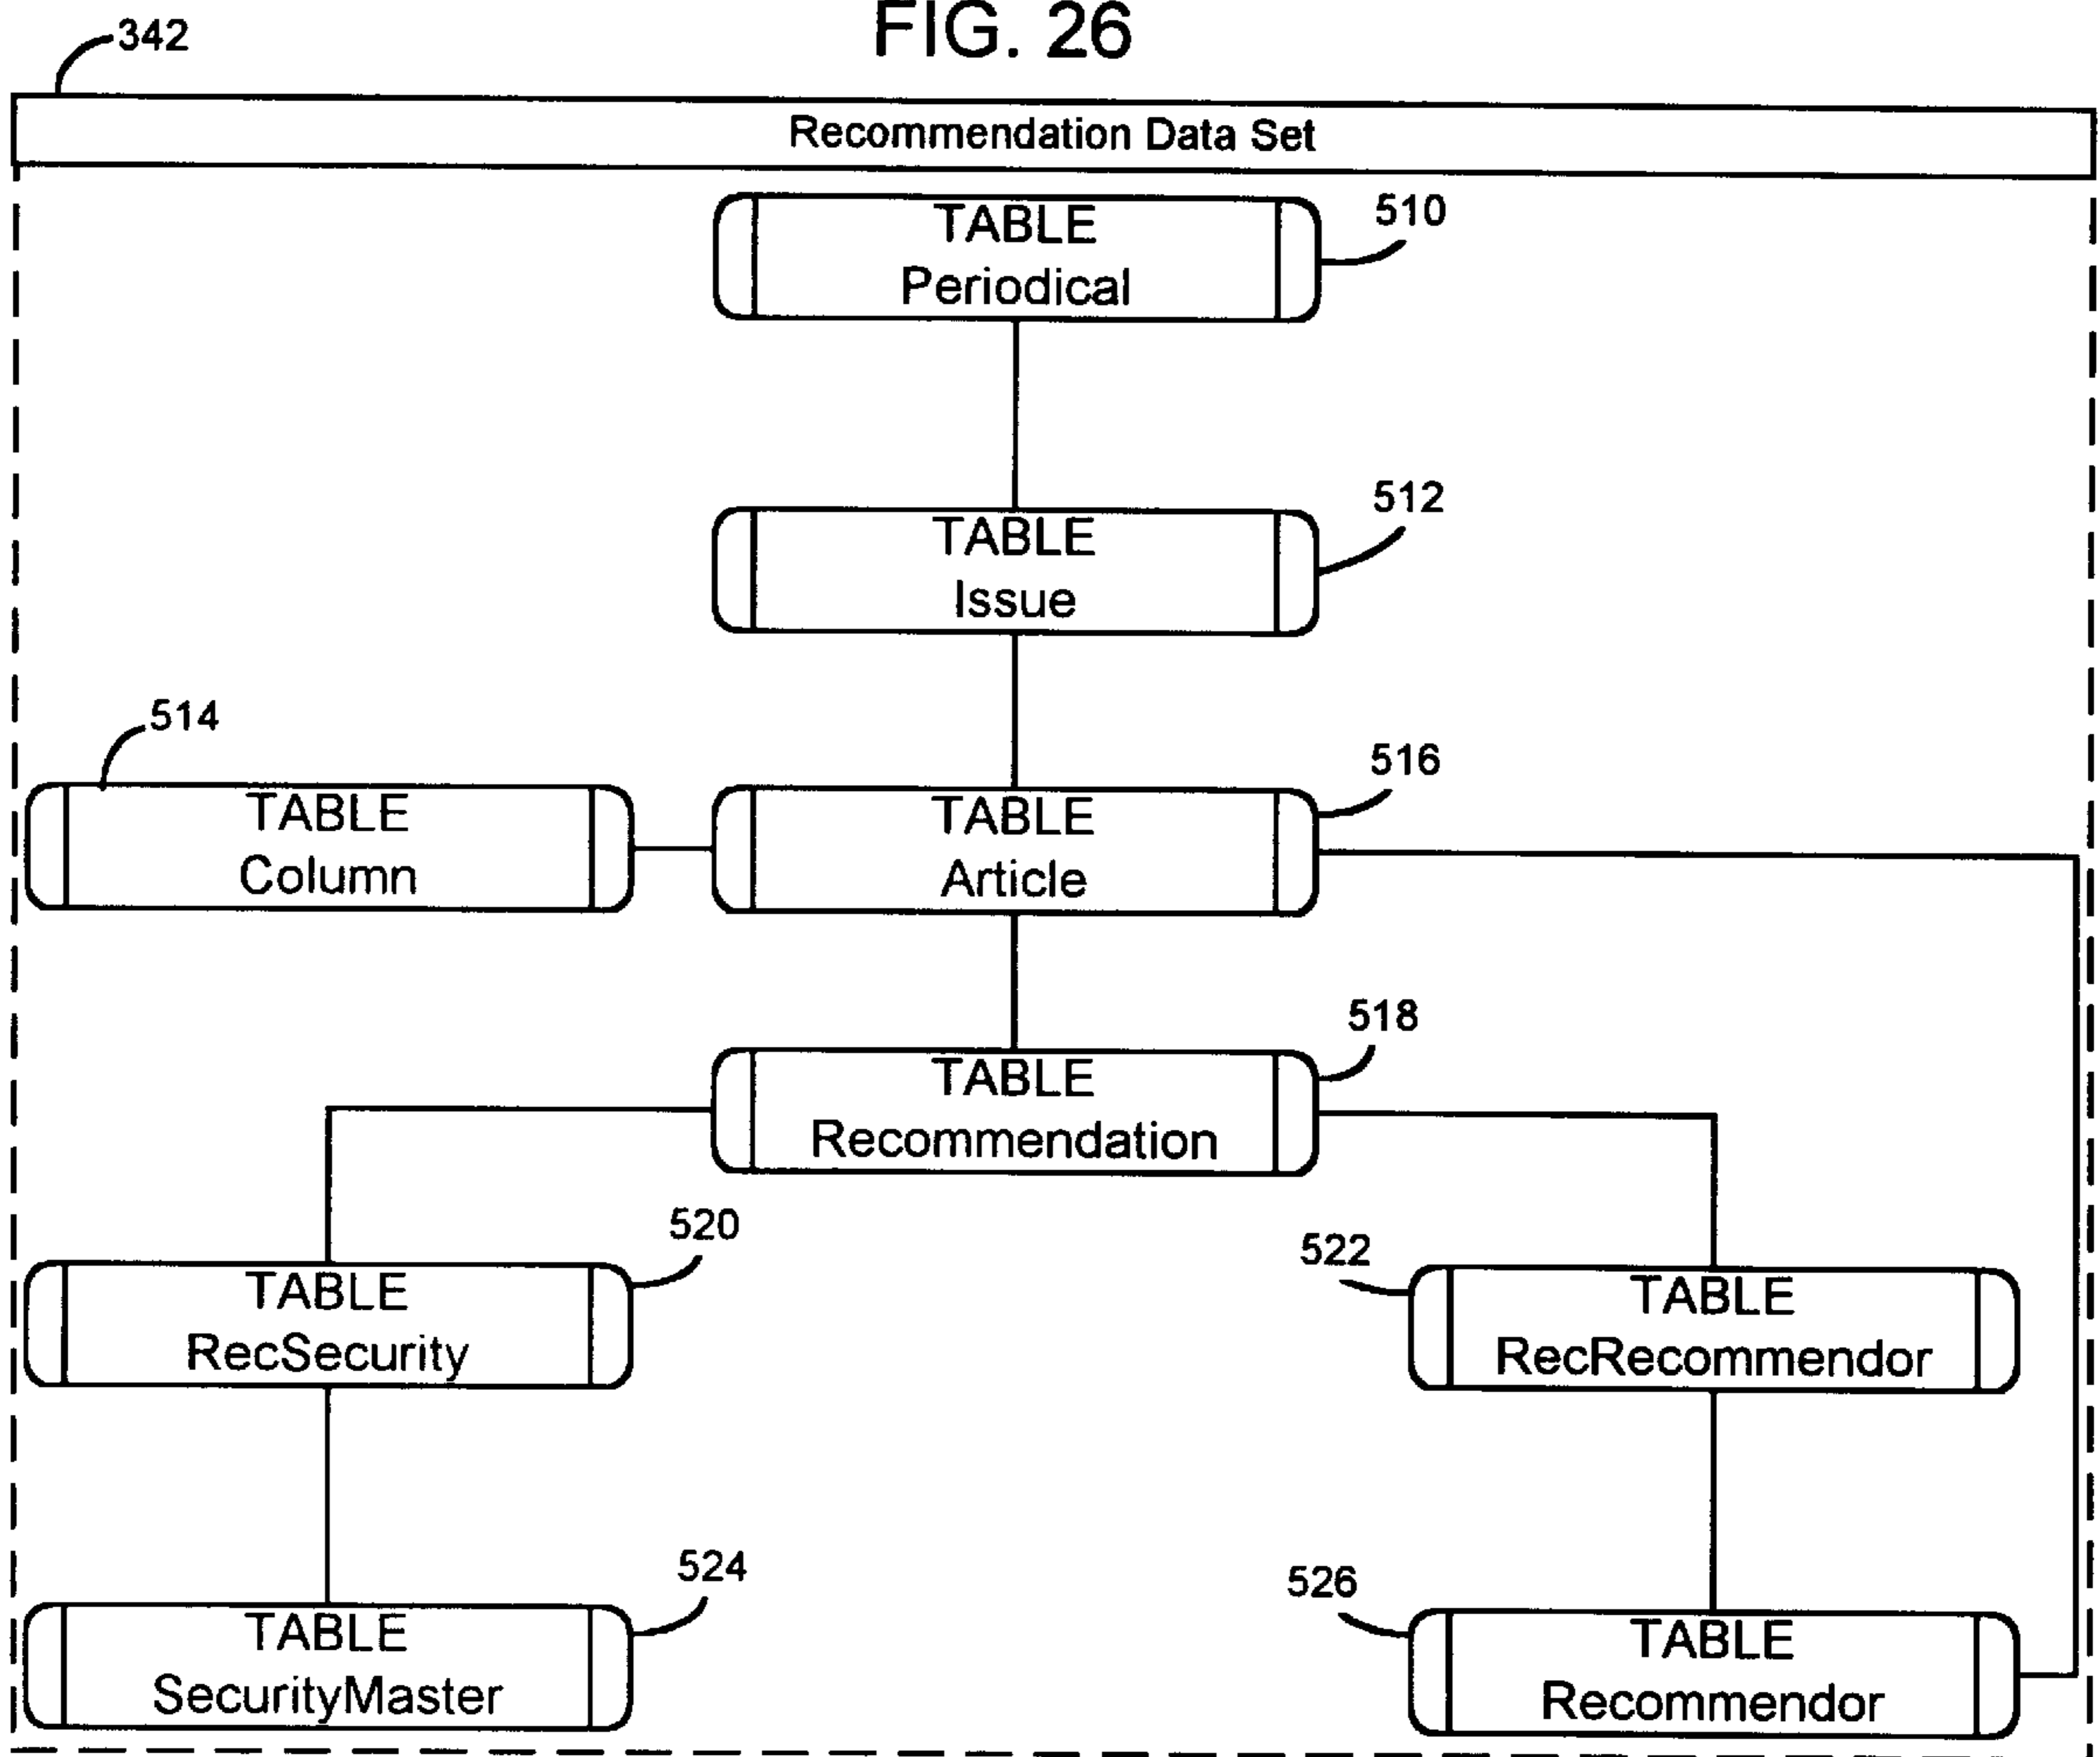 FIG. 26
342
Recommendation Data Set
TABLE
Periodical
510
TABLE
Issue
512
514
TABLE
Column
TABLE
Article
516
TABLE
Recommendation
518
520
TABLE
RecSecurity
522
TABLE
RecRecommendor
524
TABLE
SecurityMaster
526
TABLE
Recommendor